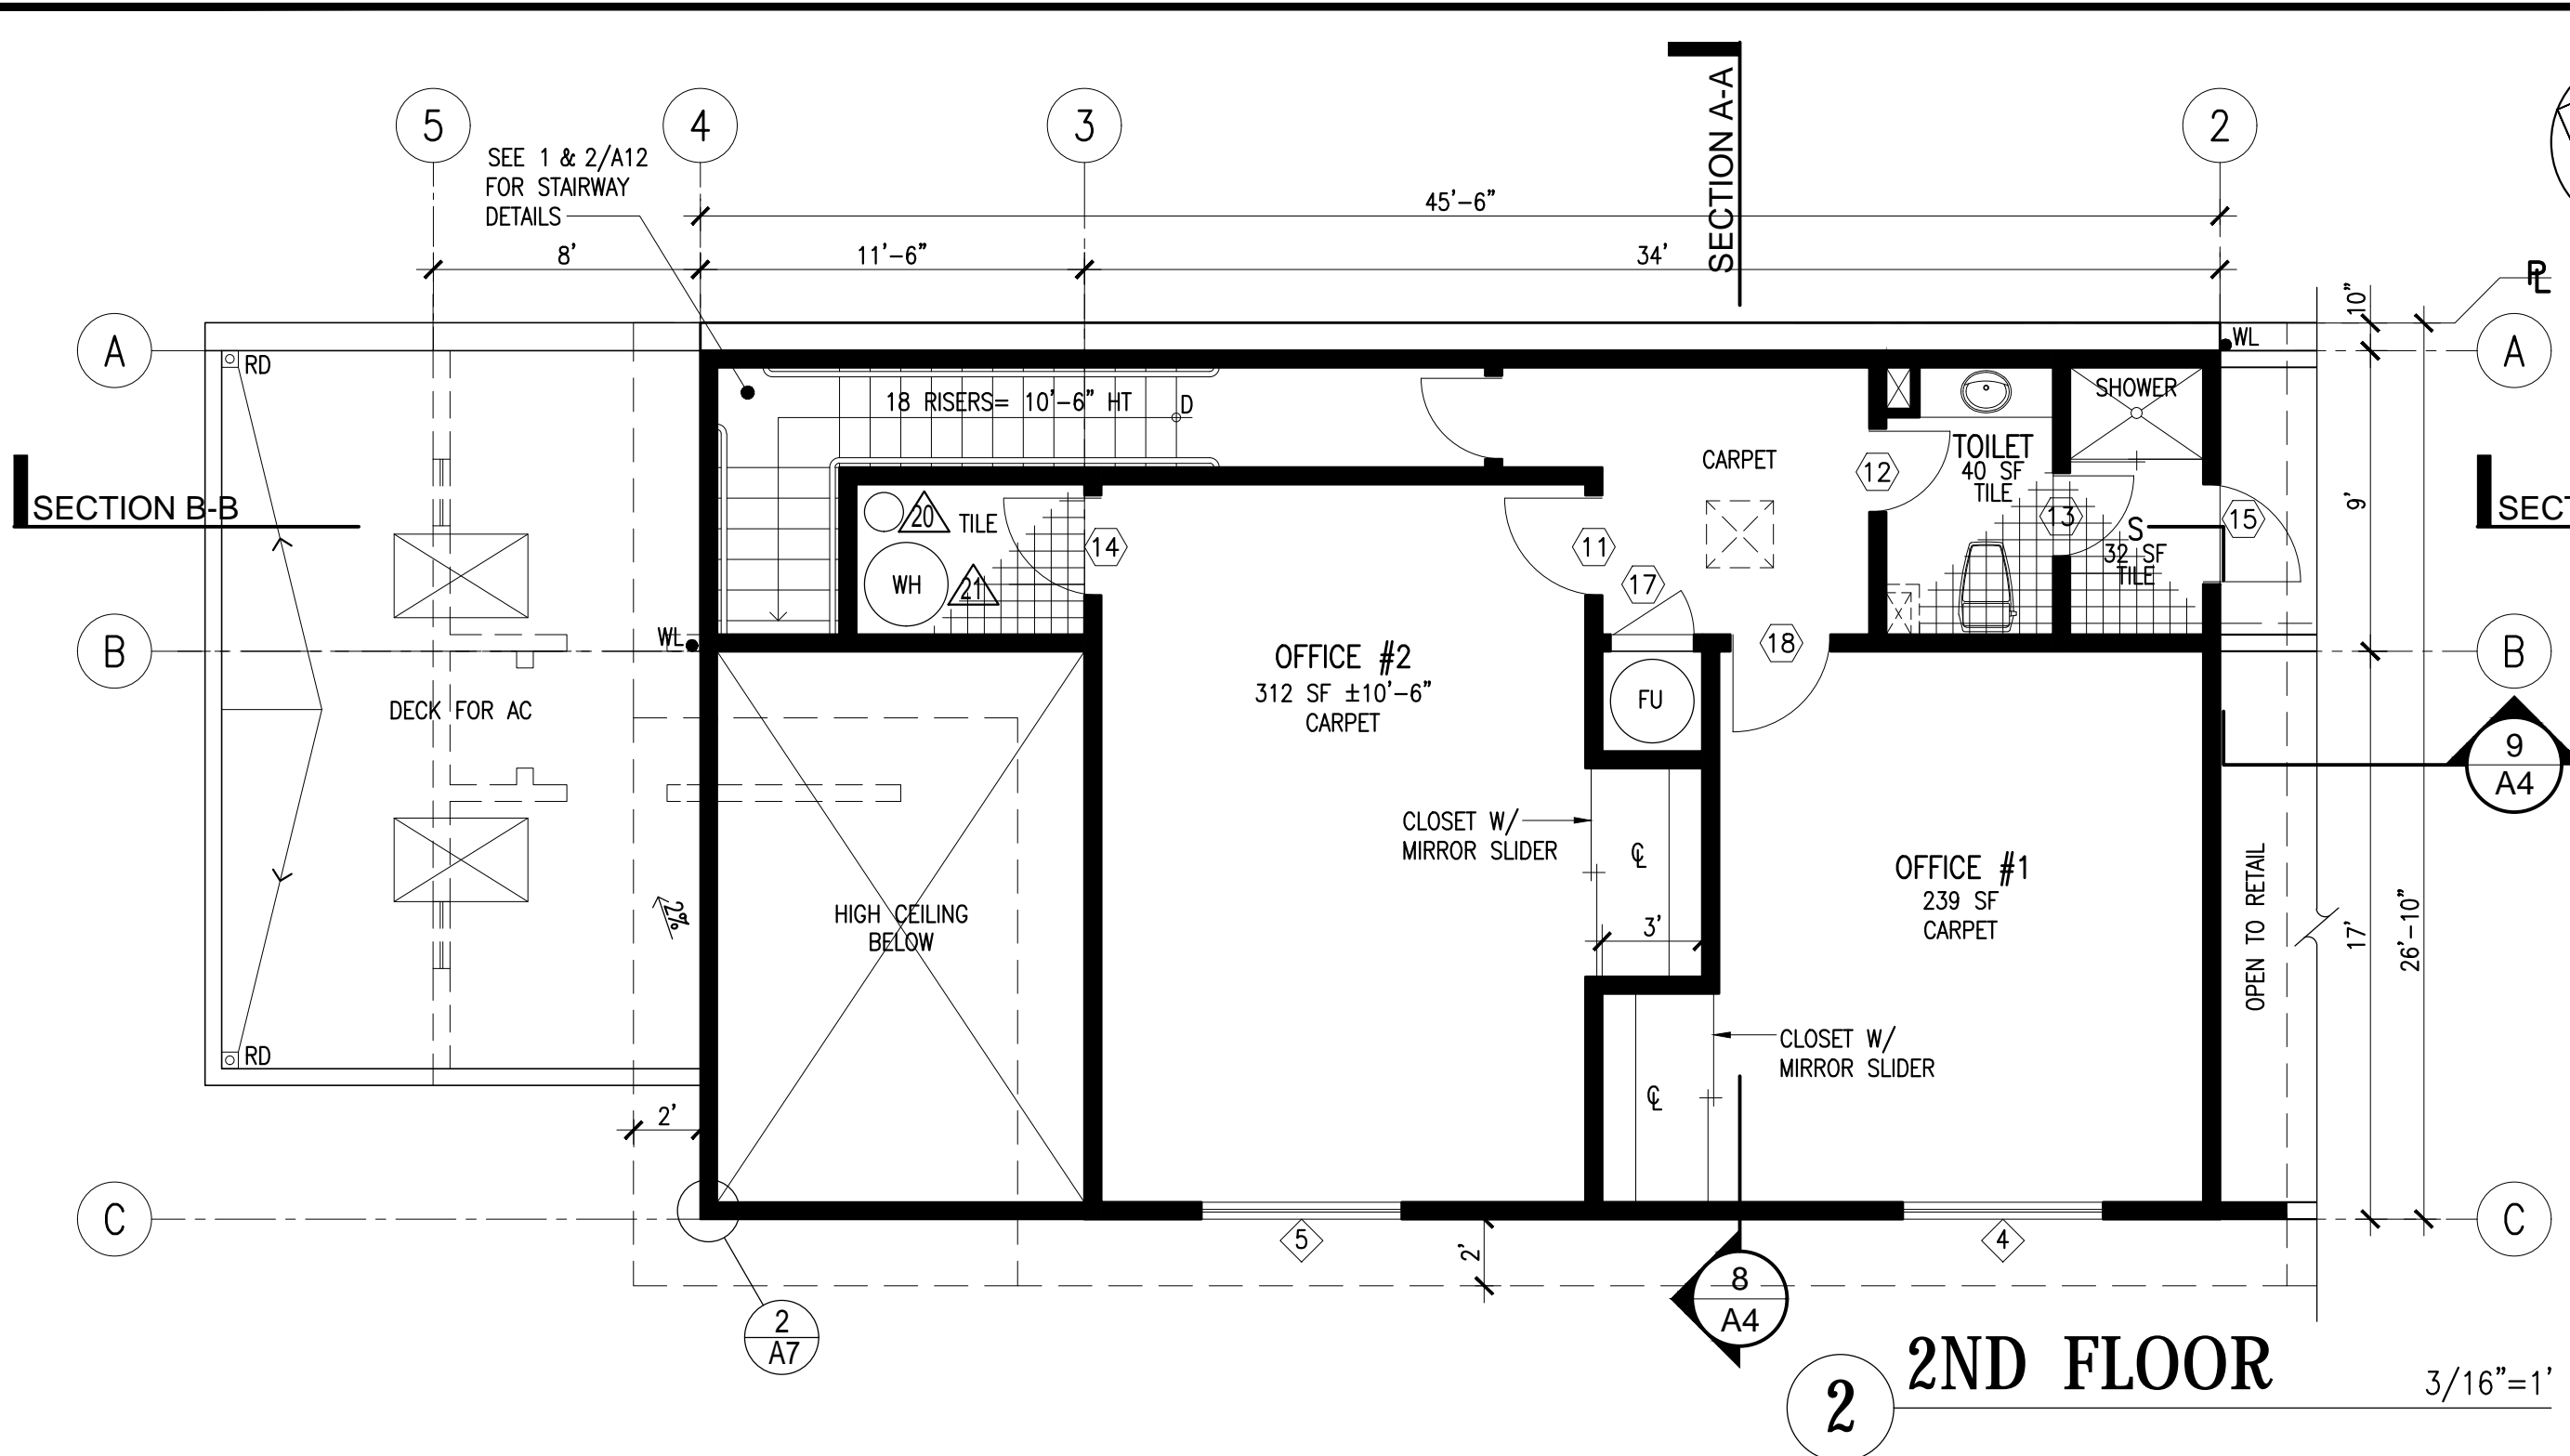 SECTION A-A
5
4
3
2
SEE 1 & 2/A12
FOR STAIRWAY
DETAILS
45'-6"
8'
11'-6"
34'
PL
10"
A
RD
WL
A
18 RISERS= 10'-6" HT
D
SHOWER
TOILET
40 SF
TILE
CARPET
12
SECTION B-B
20
TILE
13
S
15
9'
SECT
14
11
32 SF
TILE
WH
21
17
B
WL
18
B
OFFICE #2
312 SF ±10'-6"
CARPET
FU
DECK FOR AC
9
A4
CLOSET W/
MIRROR SLIDER
CL
OFFICE #1
239 SF
CARPET
HIGH CEILING
BELOW
2%
3'
OPEN TO RETAIL
17'
26'-10"
RD
CLOSET W/
MIRROR SLIDER
CL
2'
C
C
5
2'
4
8
A4
2
A7
2
2ND FLOOR
3/16"=1'